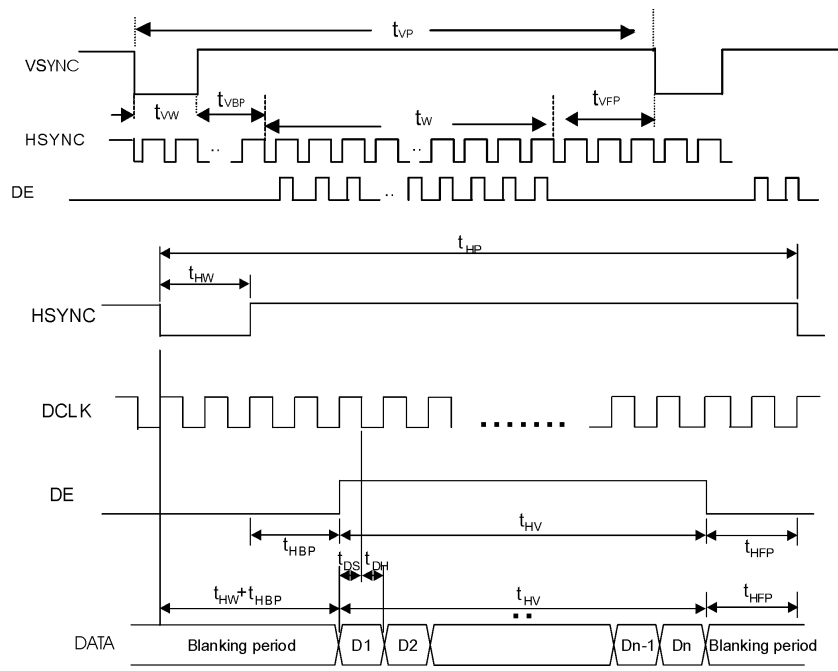 tVP
VSYNC
tVW
tVBP
tW
tVFP
HSYNC
DE
tHP
tHW
HSYNC
DCLK
DE
tHBP
tHV
tHFP
tDS
tDH
tHW+tHBP
tHV
tHFP
DATA
Blanking period
D1
D2
Dn-1
Dn
Blanking period